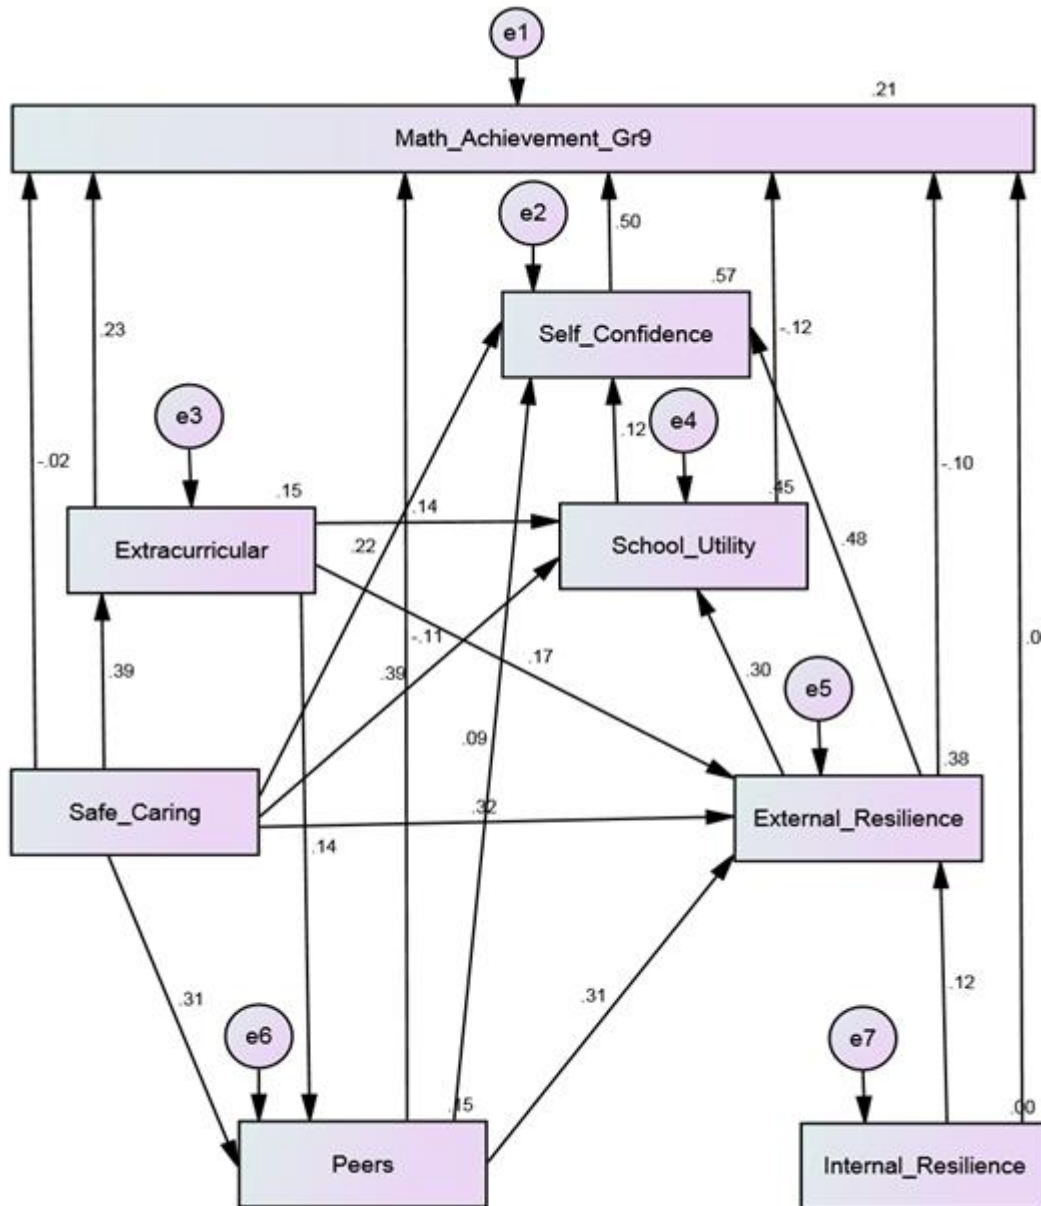 e1
.21
Math_Achievement_Gr9
e2
.50
.57
Self_Confidence
-.12
.23
e3
e4
.12
-.02
-.10
.15
.14
.45
Extracurricular
School_Utility
.22
.48
-.11
.17
.39
.39
.30
e5
.09
.38
Safe_Caring
.32
External_Resilience
.14
.31
.31
.12
e6
e7
.15
.00
Peers
Internal_Resilience